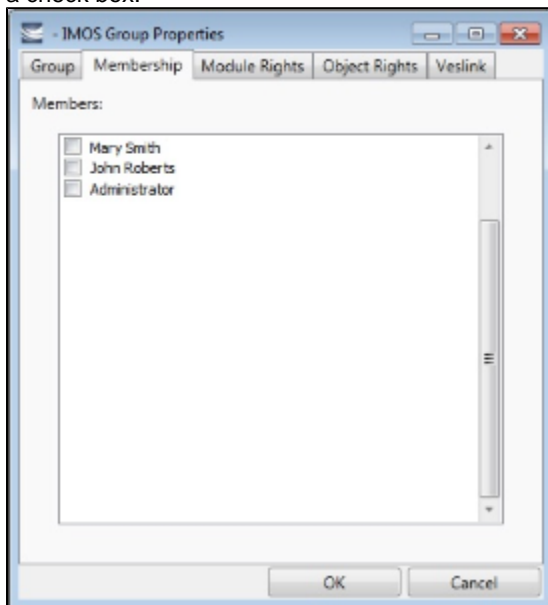 a check box.
- IMOS Group Properties
Group Membership Module Rights Object Rights Veslink
Members:
Mary Smith
John Roberts
Administrator
OK Cancel